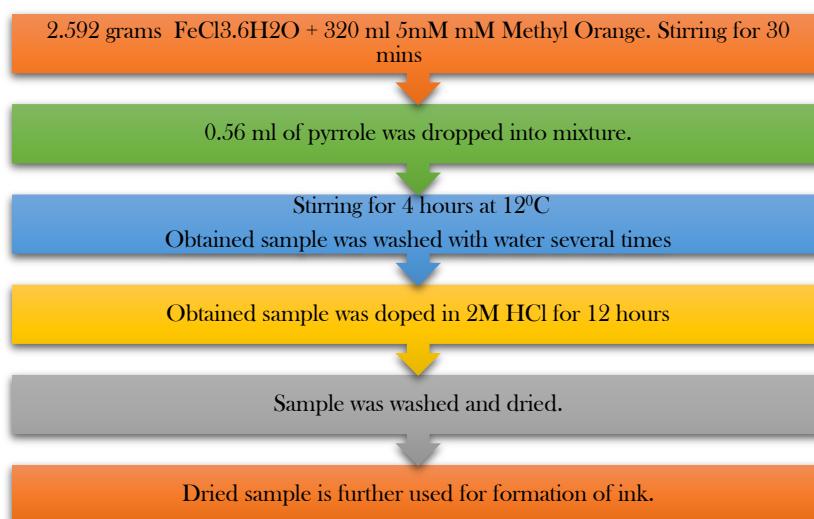 2.592 grams  FeCl3.6H2O + 320 ml 5mM mM Methyl Orange. Stirring for 30
mins
0.56 ml of pyrrole was dropped into mixture.
Stirring for 4 hours at 12⁰C
Obtained sample was washed with water several times
Obtained sample was doped in 2M HCl for 12 hours
Sample was washed and dried.
Dried sample is further used for formation of ink.